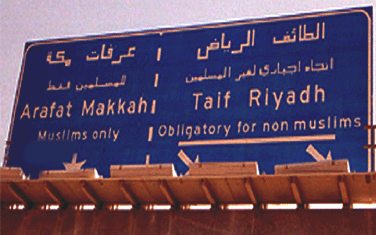 الطائف الرياض
عرفات مكة
اتجاه اجباري لغير المسلمين
للمسلمين فقط
Arafat Makkah
Taif Riyadh
Muslims only
Obligatory for non muslims